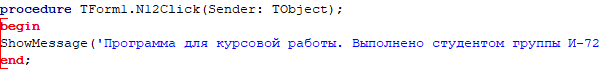 procedure TForm1.N12Click(Sender: TObject);
begin
ShowMessage('Программа для курсовой работы. Выполнено студентом группы И-72
end;